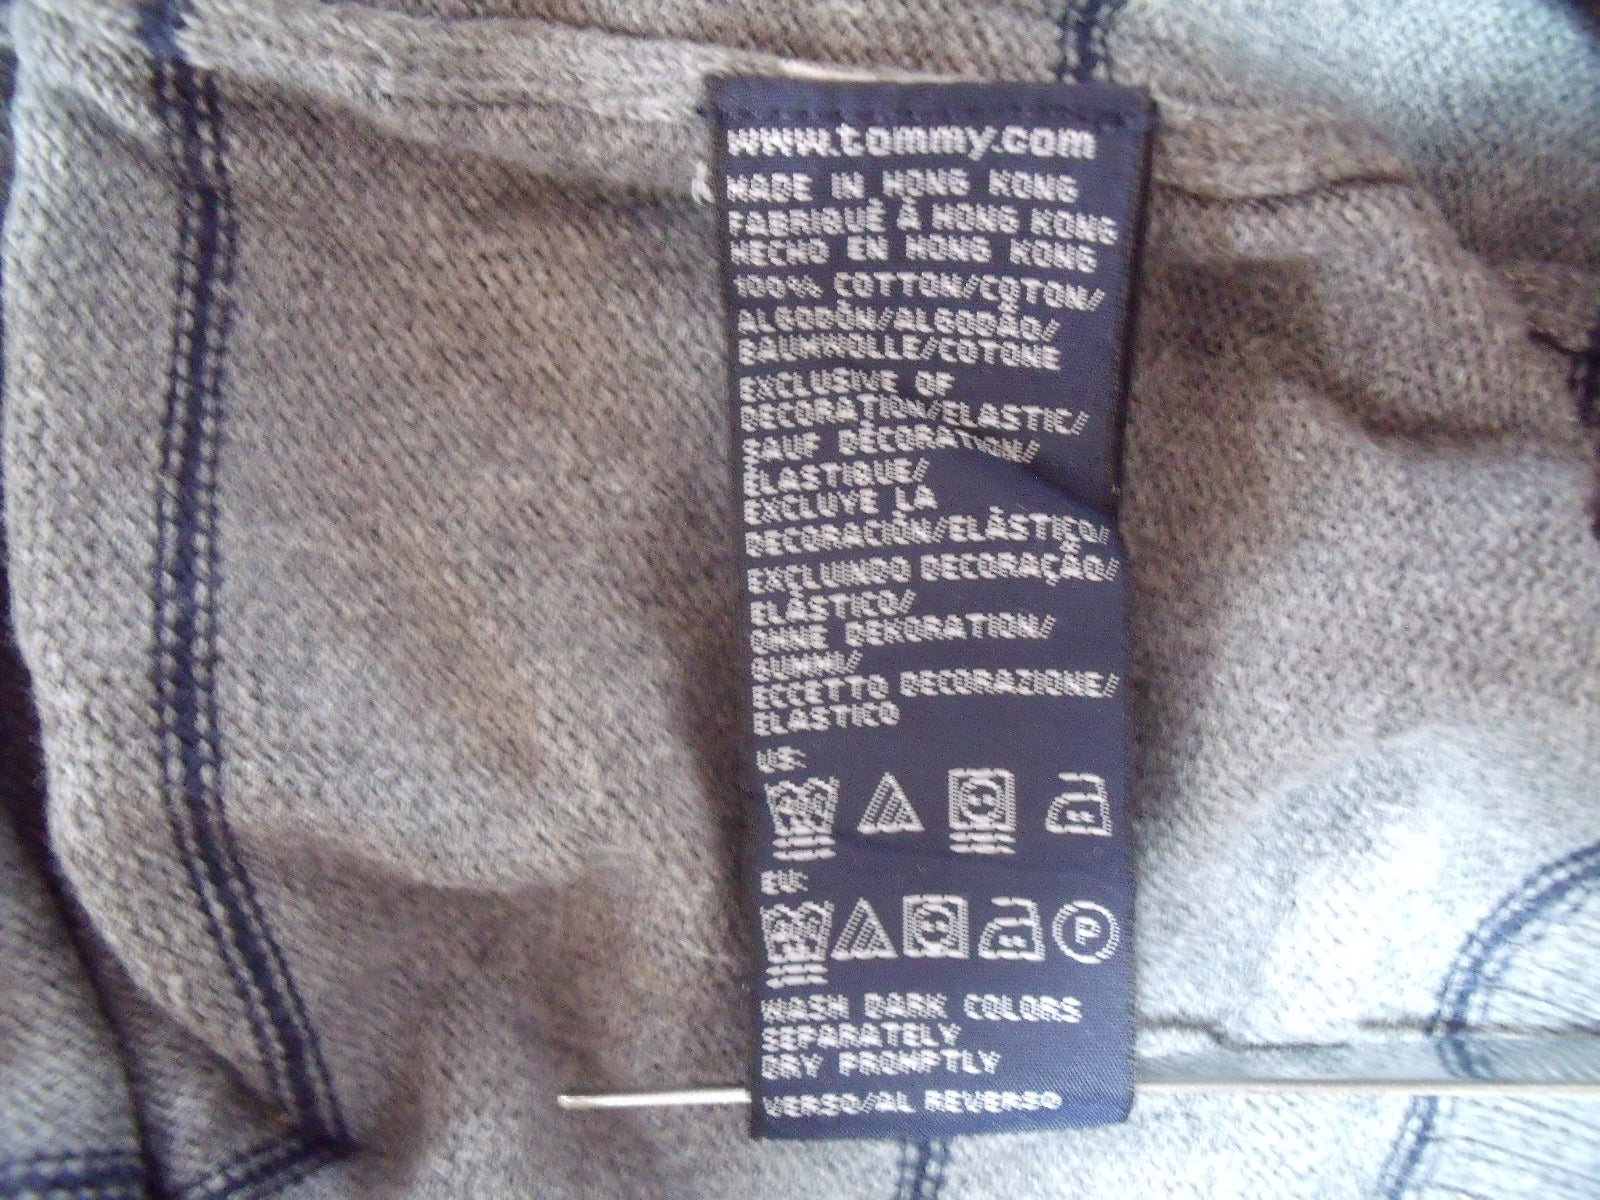 www.tommy.com
MADE IN HONG KONG
FABRIQUÉ À HONG KONG
HECHO EN HONG KONG
100% COTTON/COTON/
ALGODÓN/ALGODÃO/
BAUMWOLLE/COTONE
EXCLUSIVE OF
DECORATION/ELASTIC/
SAUF DÉCORATION/
ÉLASTIQUE/
EXCLUYE LA
DECORACIÓN/ELÁSTICO/
EXCLUINDO DECORAÇÃO/
ELÁSTICO/
OHNE DEKORATION/
GUMMI/
ECCETTO DECORAZIONE/
ELASTICO
US:
EU:
P
WASH DARK COLORS
SEPARATELY
DRY PROMPTLY
VERSO/AL REVERSO